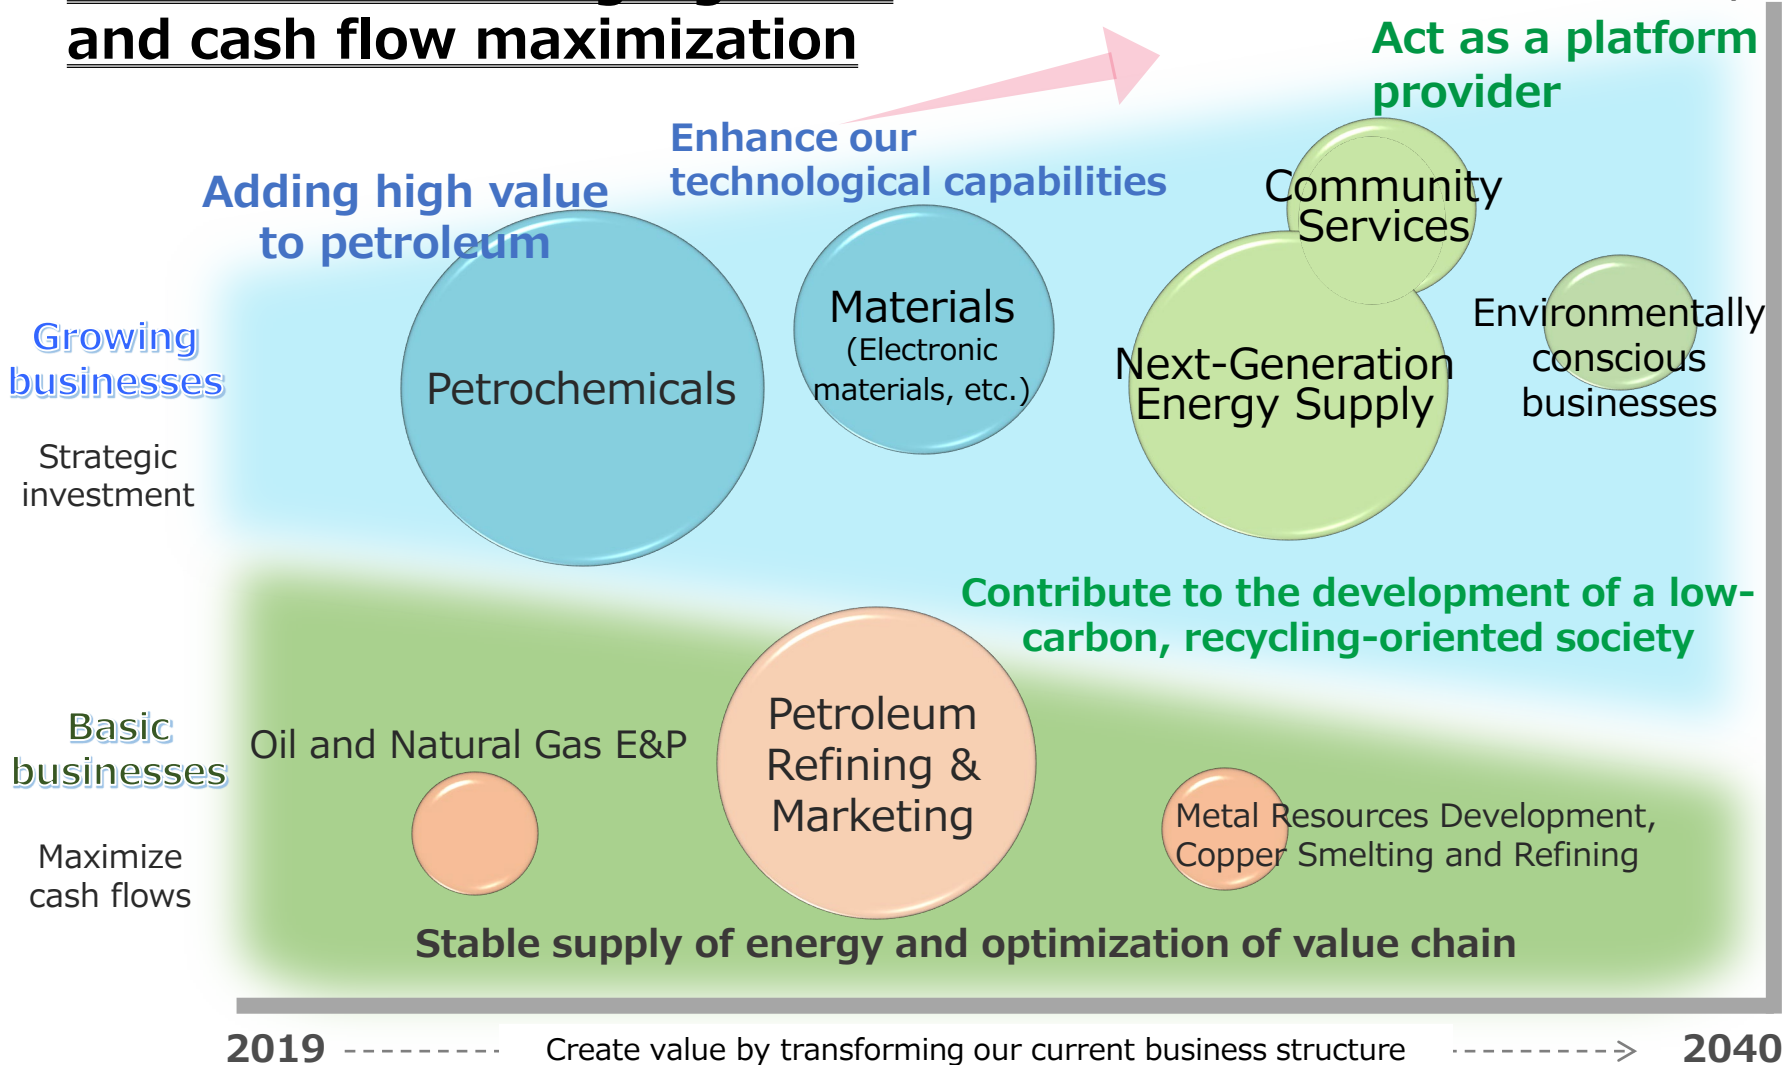 and cash flow maximization
Act as a platform
provider
Enhance our
technological capabilities
Adding high value
to petroleum
Community
Services
Growing
businesses
Strategic
investment
Petrochemicals
Materials
(Electronic
materials, etc.)
Next-Generation
Energy Supply
Environmentally
conscious
businesses
Contribute to the development of a low-
carbon, recycling-oriented society
Basic
businesses
Maximize
cash flows
Oil and Natural Gas E&P
Petroleum
Refining &
Marketing
Metal Resources Development,
Copper Smelting and Refining
Stable supply of energy and optimization of value chain
2019
Create value by transforming our current business structure
2040